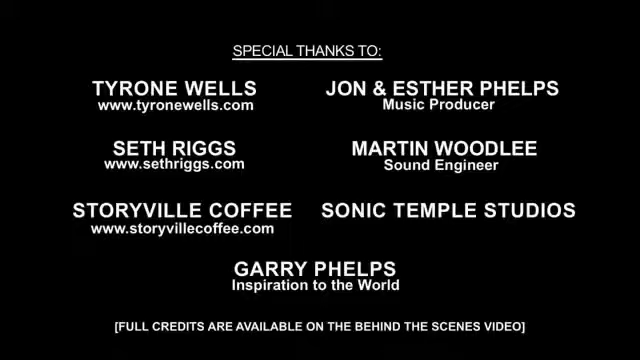 SPECIAL THANKS TO:
TYRONE WELLS
www.tyronewells.com
JON & ESTHER PHELPS
Music Producer
SETH RIGGS
www.sethriggs.com
MARTIN WOODLEE
Sound Engineer
STORYVILLE COFFEE
www.storyvillecoffee.com
SONIC TEMPLE STUDIOS
GARRY PHELPS
Inspiration to the World
[FULL CREDITS ARE AVAILABLE ON THE BEHIND THE SCENES VIDEO]